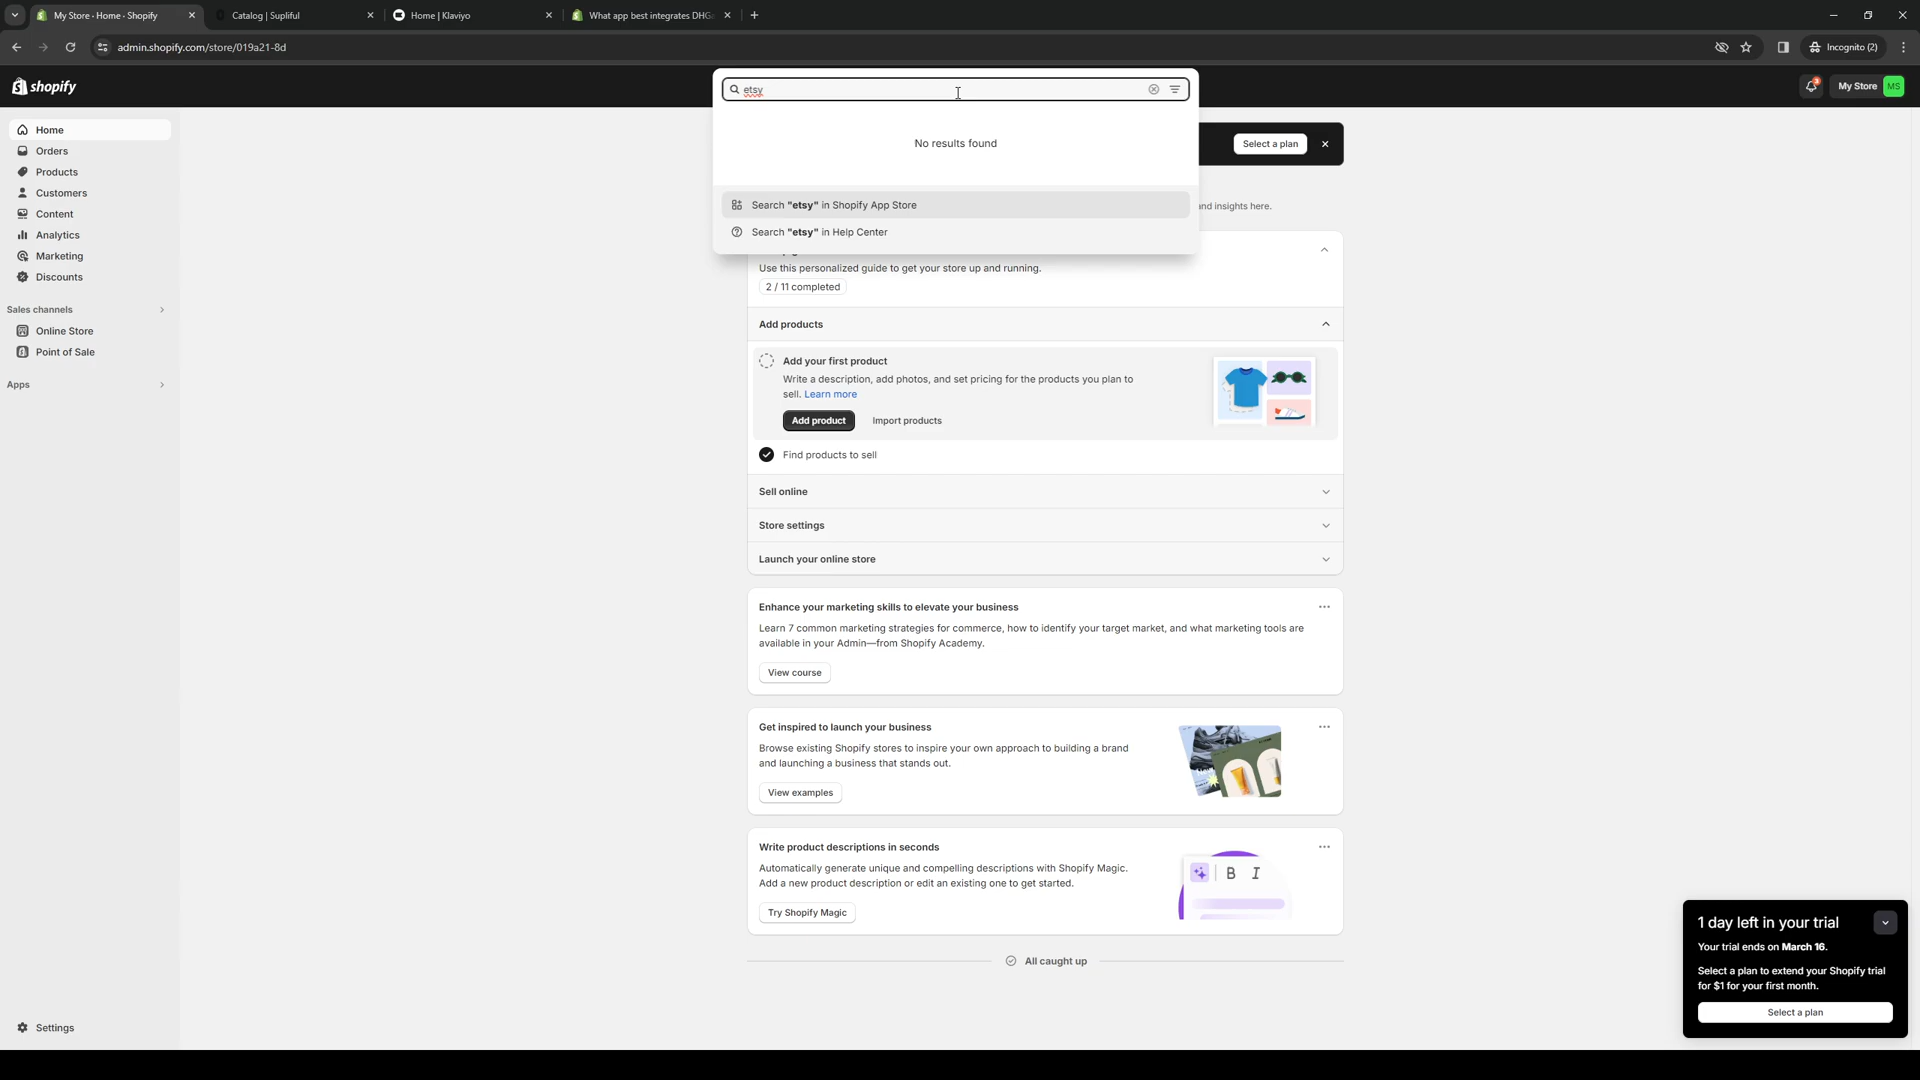 My Store - Home - Shopify
Catalog | Supliful
Home | Klaviyo
What app best integrates DHGa
admin.shopify.com/store/019a21-8d
Incognito (2)
shopify
etsy
3
My Store
MS
No results found
Search "etsy" in Shopify App Store
Search "etsy" in Help Center
Select a plan
and insights here.
Home
Orders
Products
Customers
Content
Analytics
Marketing
Discounts
Sales channels
Online Store
Point of Sale
Apps
Settings
Use this personalized guide to get your store up and running.
2 / 11 completed
Add products
Add your first product
Write a description, add photos, and set pricing for the products you plan to
sell. Learn more
Add product
Import products
Find products to sell
Sell online
Store settings
Launch your online store
Enhance your marketing skills to elevate your business
Learn 7 common marketing strategies for commerce, how to identify your target market, and what marketing tools are
available in your Admin—from Shopify Academy.
View course
Get inspired to launch your business
Browse existing Shopify stores to inspire your own approach to building a brand
and launching a business that stands out.
View examples
Write product descriptions in seconds
Automatically generate unique and compelling descriptions with Shopify Magic.
Add a new product description or edit an existing one to get started.
Try Shopify Magic
B I
All caught up
1 day left in your trial
Your trial ends on March 16.
Select a plan to extend your Shopify trial
for $1 for your first month.
Select a plan